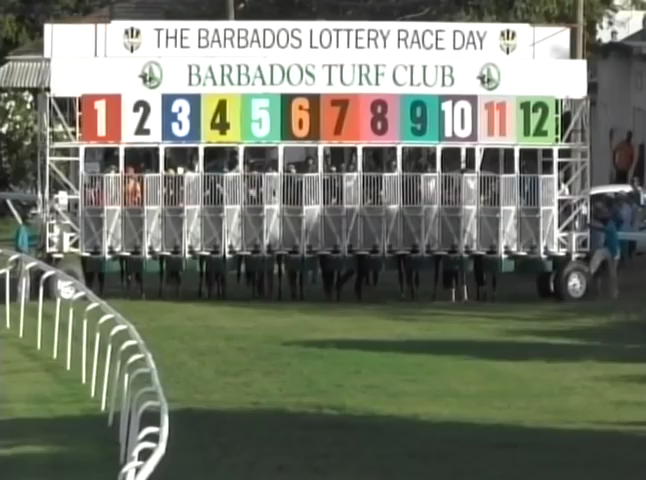 THE BARBADOS LOTTERY RACE DAY
BARBADOS TURF CLUB
1 2 3 4 5 6 7 8 9 10 11 12